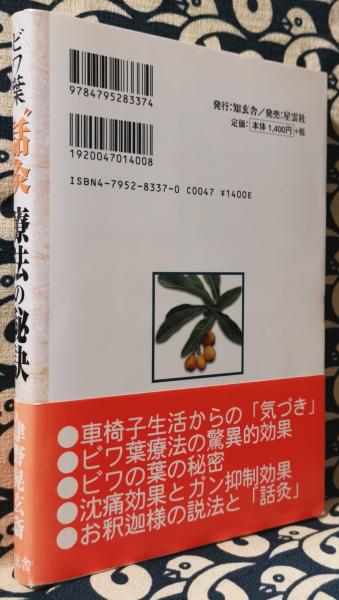 ビワ葉“話灸”療法の秘訣
津野晃玄斎
9784795283374
1920047014008
発行:知玄舎/発売:星雲社
定価:本体1,400円+税
ISBN4-7952-8337-0 C0047 ¥1400E
●車椅子生活からの「気づき」
●ビワ葉療法の驚異的効果
●ビワの葉の秘密
●沈痛効果とガン抑制効果
●お釈迦様の説法と「話灸」